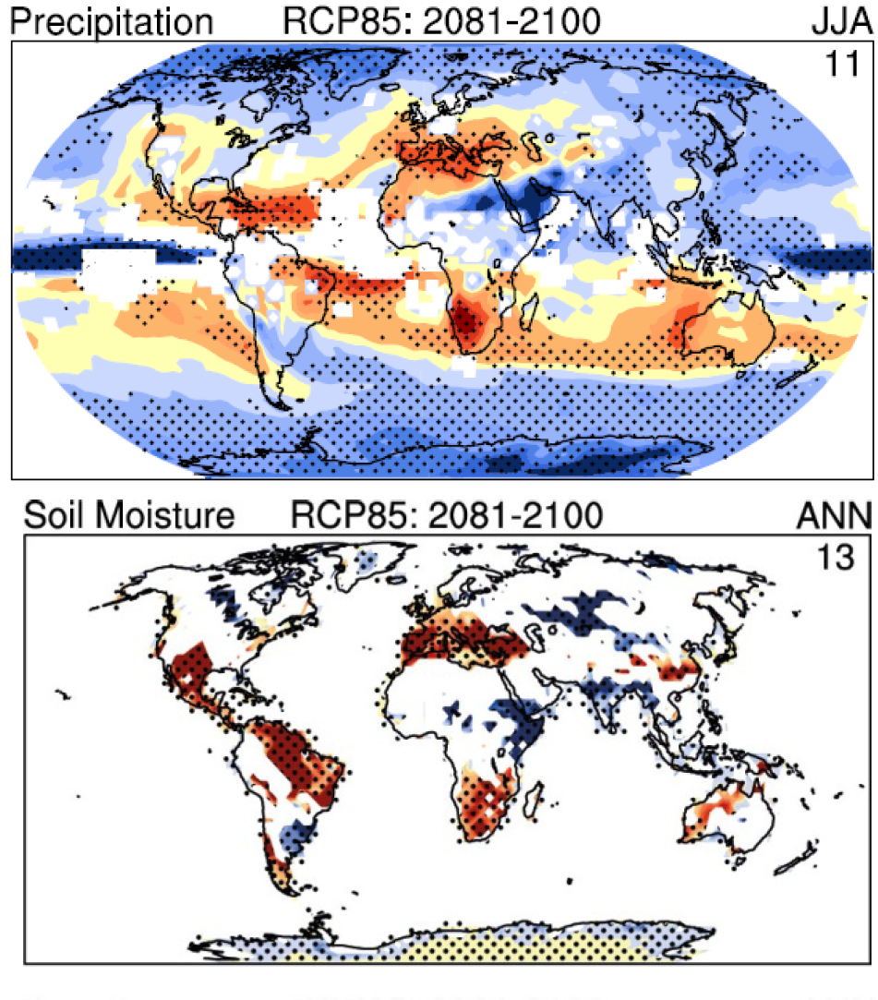 Precipitation RCP85: 2081-2100 JJA
11
Soil Moisture RCP85: 2081-2100 ANN
13